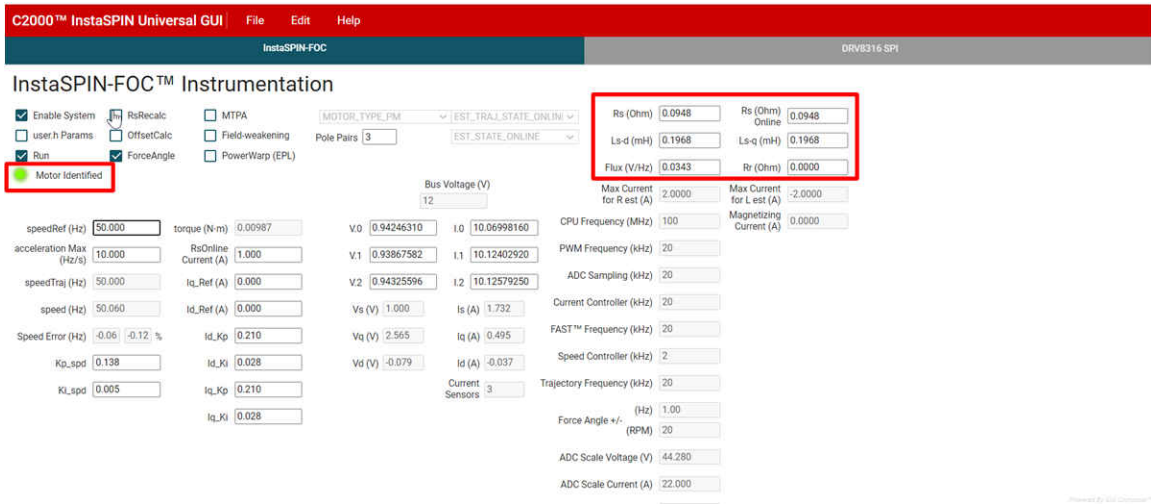 C2000™ InstaSPIN Universal GUI File Edit Help
InstaSPIN-FOC DRV8316 SPI
InstaSPIN-FOC™ Instrumentation
Enable System RsRecalc MTPA MOTOR_TYPE_PM EST_TRAJ_STATE_ONLIN
user.h Params OffsetCalc Field-weakening Pole Pairs 3 EST_STATE_ONLINE
Run ForceAngle PowerWarp (EPL)
Motor Identified
Rs (Ohm) 0.0948 Rs (Ohm) Online 0.0948
Ls-d (mH) 0.1968 Ls-q (mH) 0.1968
Flux (V/Hz) 0.0343 Rr (Ohm) 0.0000
Bus Voltage (V)
12
Max Current for R est (A) 2.0000 Max Current for L est (A) -2.0000
CPU Frequency (MHz) 100 Magnetizing Current (A) 0.0000
PWM Frequency (kHz) 20
ADC Sampling (kHz) 20
Current Controller (kHz) 20
FAST™ Frequency (kHz) 20
Speed Controller (kHz) 2
Trajectory Frequency (kHz) 20
Force Angle +/- (Hz) 1.00
(RPM) 20
ADC Scale Voltage (V) 44.280
ADC Scale Current (A) 22.000
speedRef (Hz) 50.000 torque (N-m) 0.00987 V.0 0.94246310 I.0 10.06998160
acceleration Max (Hz/s) 10.000 RsOnline Current (A) 1.000 V.1 0.93867582 I.1 10.12402920
speedTraj (Hz) 50.000 Iq_Ref (A) 0.000 V.2 0.94325596 I.2 10.12579250
speed (Hz) 50.060 Id_Ref (A) 0.000 Vs (V) 1.000 Is (A) 1.732
Speed Error (Hz) -0.06 -0.12 % Id_Kp 0.210 Vq (V) 2.565 Iq (A) 0.495
Kp_spd 0.138 Id_Ki 0.028 Vd (V) -0.079 Id (A) -0.037
Ki_spd 0.005 Iq_Kp 0.210 Current Sensors 3
Iq_Ki 0.028
Powered By GUI Composer™